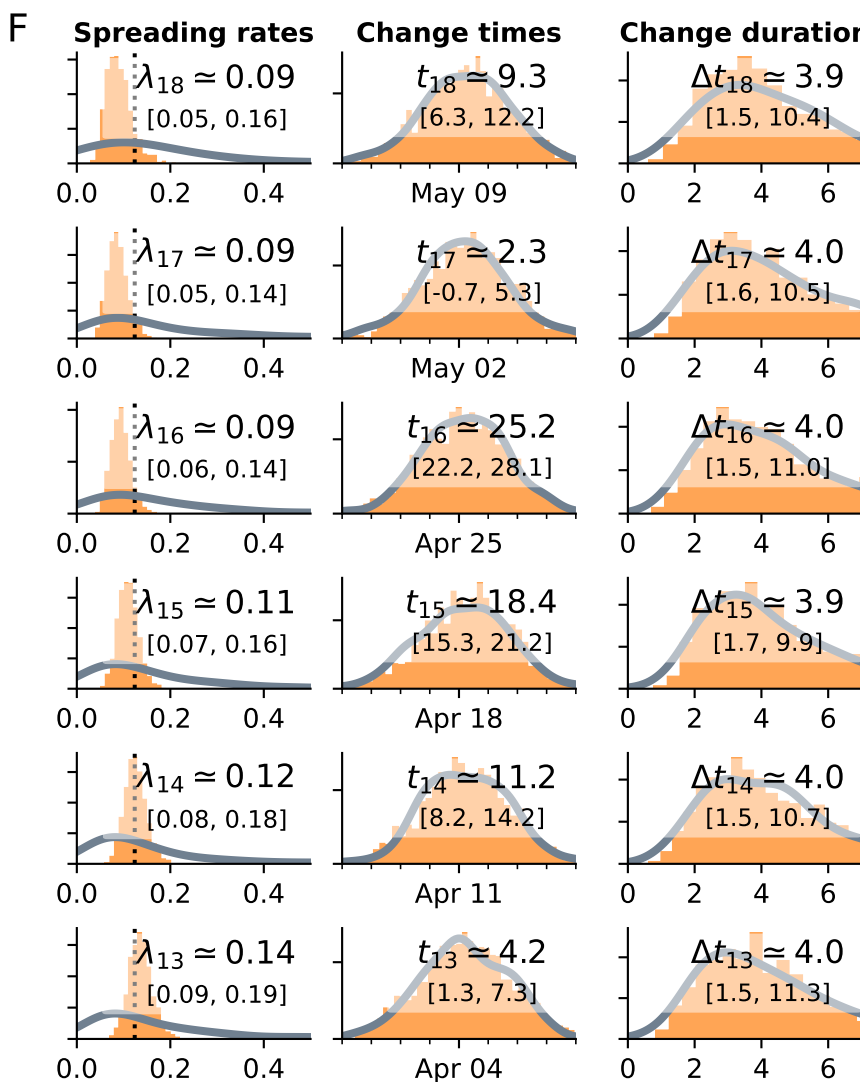 F
Spreading rates Change times Change duration
λ18 ≃ 0.09 t18 ≃ 9.3 Δt18 ≃ 3.9
[0.05, 0.16] [6.3, 12.2] [1.5, 10.4]
0.0 0.2 0.4 May 09 0 2 4 6
λ17 ≃ 0.09 t17 ≃ 2.3 Δt17 ≃ 4.0
[0.05, 0.14] [-0.7, 5.3] [1.6, 10.5]
0.0 0.2 0.4 May 02 0 2 4 6
λ16 ≃ 0.09 t16 ≃ 25.2 Δt16 ≃ 4.0
[0.06, 0.14] [22.2, 28.1] [1.5, 11.0]
0.0 0.2 0.4 Apr 25 0 2 4 6
λ15 ≃ 0.11 t15 ≃ 18.4 Δt15 ≃ 3.9
[0.07, 0.16] [15.3, 21.2] [1.7, 9.9]
0.0 0.2 0.4 Apr 18 0 2 4 6
λ14 ≃ 0.12 t14 ≃ 11.2 Δt14 ≃ 4.0
[0.08, 0.18] [8.2, 14.2] [1.5, 10.7]
0.0 0.2 0.4 Apr 11 0 2 4 6
λ13 ≃ 0.14 t13 ≃ 4.2 Δt13 ≃ 4.0
[0.09, 0.19] [1.3, 7.3] [1.5, 11.3]
0.0 0.2 0.4 Apr 04 0 2 4 6